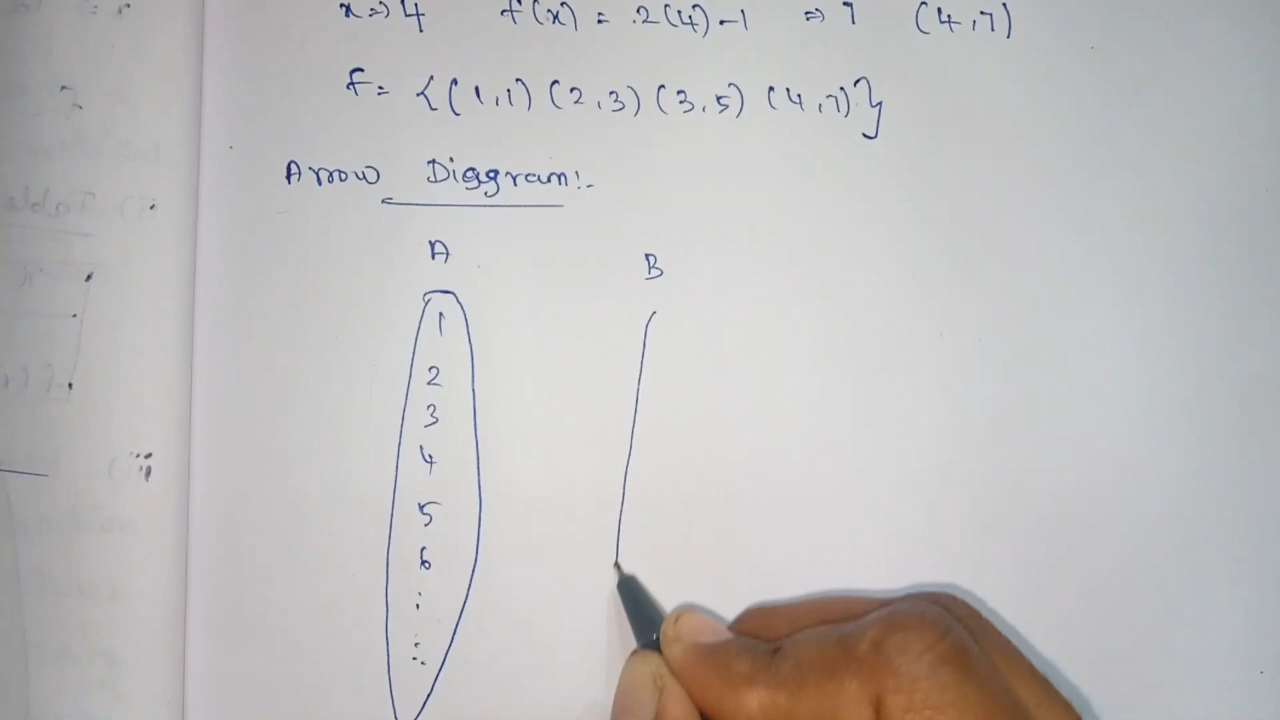 x => 4 f(x) = 2(4)-1 => 7 (4,7)
f = {(1,1) (2,3) (3,5) (4,7)}
Arrow Diggram:-
A
B
1
2
3
4
5
6
:
: